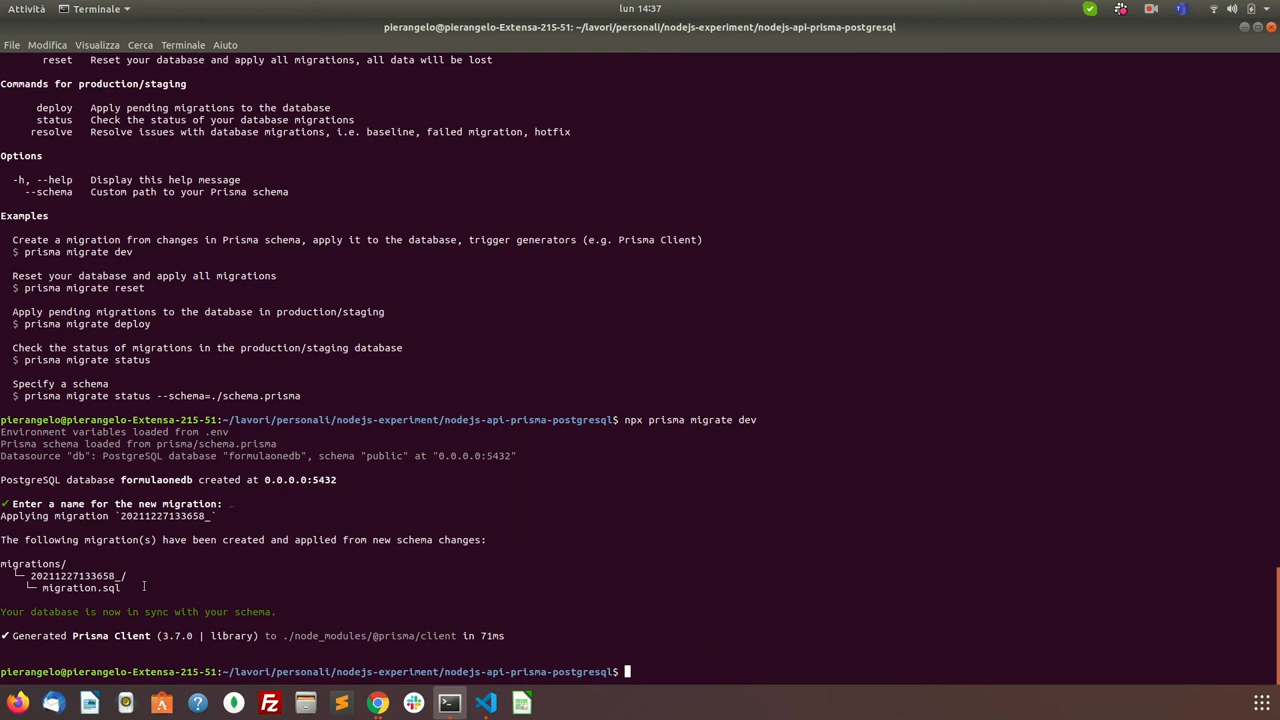 Attività Terminale lun 14:37
pierangelo@pierangelo-Extensa-215-51: ~/lavori/personali/nodejs-experiment/nodejs-api-prisma-postgresql
File Modifica Visualizza Cerca Terminale Aiuto
reset Reset your database and apply all migrations, all data will be lost
Commands for production/staging
deploy Apply pending migrations to the database
status Check the status of your database migrations
resolve Resolve issues with database migrations, i.e. baseline, failed migration, hotfix
Options
-h, --help Display this help message
--schema Custom path to your Prisma schema
Examples
Create a migration from changes in Prisma schema, apply it to the database, trigger generators (e.g. Prisma Client)
$ prisma migrate dev
Reset your database and apply all migrations
$ prisma migrate reset
Apply pending migrations to the database in production/staging
$ prisma migrate deploy
Check the status of migrations in the production/staging database
$ prisma migrate status
Specify a schema
$ prisma migrate status --schema=./schema.prisma
pierangelo@pierangelo-Extensa-215-51:~/lavori/personali/nodejs-experiment/nodejs-api-prisma-postgresql$ npx prisma migrate dev
Environment variables loaded from .env
Prisma schema loaded from prisma/schema.prisma
Datasource "db": PostgreSQL database "formulaonedb", schema "public" at "0.0.0.0:5432"
PostgreSQL database formulaonedb created at 0.0.0.0:5432
✔ Enter a name for the new migration: …
Applying migration `20211227133658_`
The following migration(s) have been created and applied from new schema changes:
migrations/
└─ 20211227133658_/
└─ migration.sql
Your database is now in sync with your schema.
✔ Generated Prisma Client (3.7.0 | library) to ./node_modules/@prisma/client in 71ms
pierangelo@pierangelo-Extensa-215-51:~/lavori/personali/nodejs-experiment/nodejs-api-prisma-postgresql$